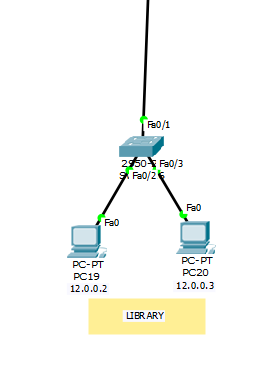 Fa0/1
2950- Fa0/3
Fa0/2
Fa0
Fa0
PC-PT
PC19
12.0.0.2
PC-PT
PC20
12.0.0.3
LIBRARY